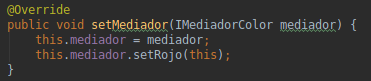 @Override
public void setMediador(IMediadorColor mediador) {
this.mediador = mediador;
this.mediador.setRojo(this);
}